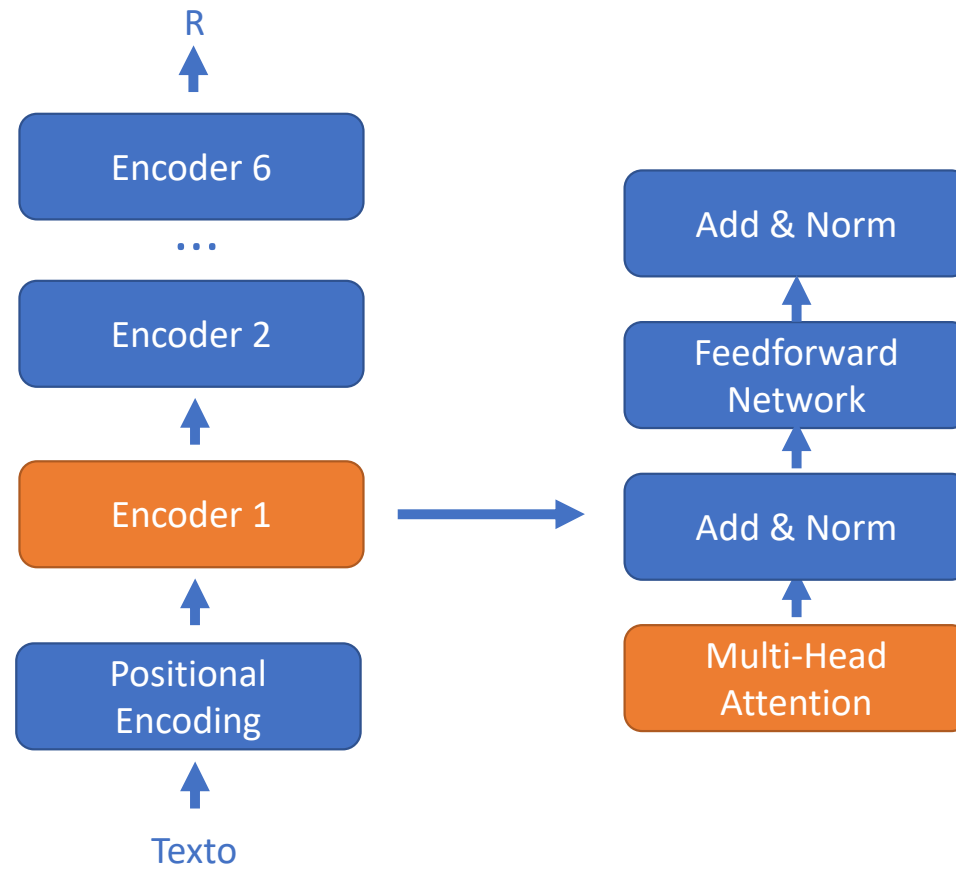 R
Encoder 6
...
Encoder 2
Encoder 1
Positional
Encoding
Texto
Add & Norm
Feedforward
Network
Add & Norm
Multi-Head
Attention